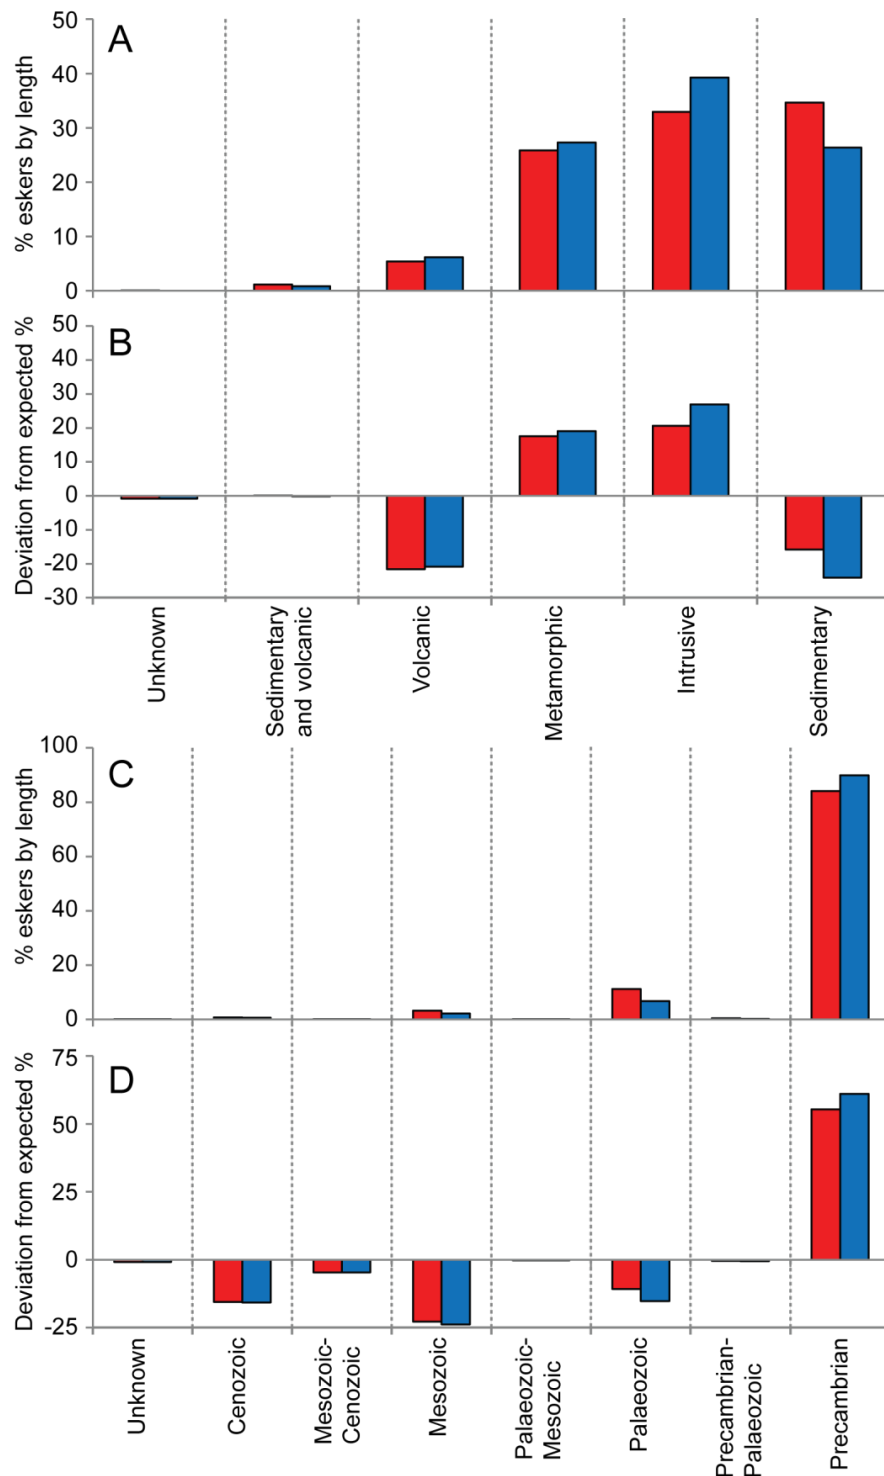 A
% eskers by length
50
40
30
20
10
0
B
Deviation from expected %
50
40
30
20
10
0
-10
-20
-30
Unknown
Sedimentary
and volcanic
Volcanic
Metamorphic
Intrusive
Sedimentary
C
% eskers by length
100
80
60
40
20
0
D
Deviation from expected %
75
50
25
0
-25
Unknown
Cenozoic
Mesozoic-
Cenozoic
Mesozoic
Palaeozoic-
Mesozoic
Palaeozoic
Precambrian-
Palaeozoic
Precambrian